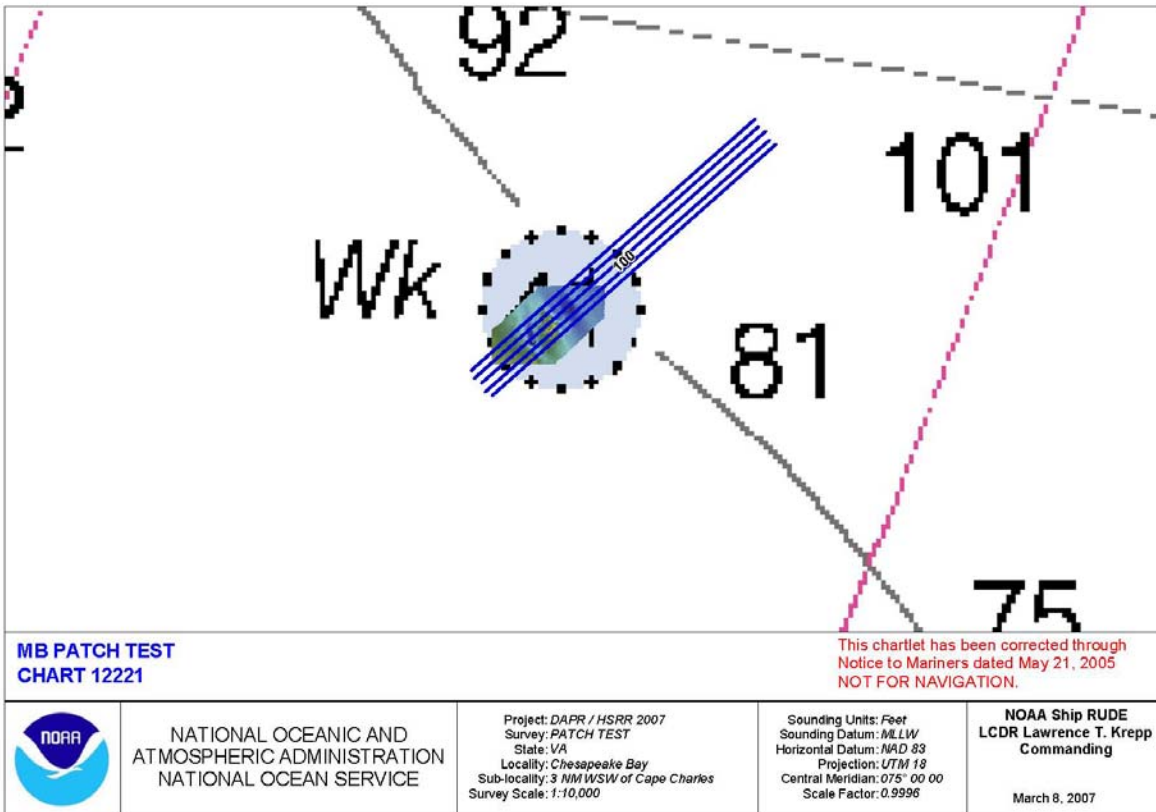 92
101
Wk
100
81
75
MB PATCH TEST
CHART 12221
This chartlet has been corrected through
Notice to Mariners dated May 21, 2005
NOT FOR NAVIGATION.
NOAA
NATIONAL OCEANIC AND
ATMOSPHERIC ADMINISTRATION
NATIONAL OCEAN SERVICE
Project: DAPR / HSRR 2007
Survey: PATCH TEST
State: VA
Locality: Chesapeake Bay
Sub-locality: 3 NM WSW of Cape Charles
Survey Scale: 1:10,000
Sounding Units: Feet
Sounding Datum: MLLW
Horizontal Datum: NAD 83
Projection: UTM 18
Central Meridian: 075° 00 00
Scale Factor: 0.9996
NOAA Ship RUDE
LCDR Lawrence T. Krepp
Commanding
March 8, 2007